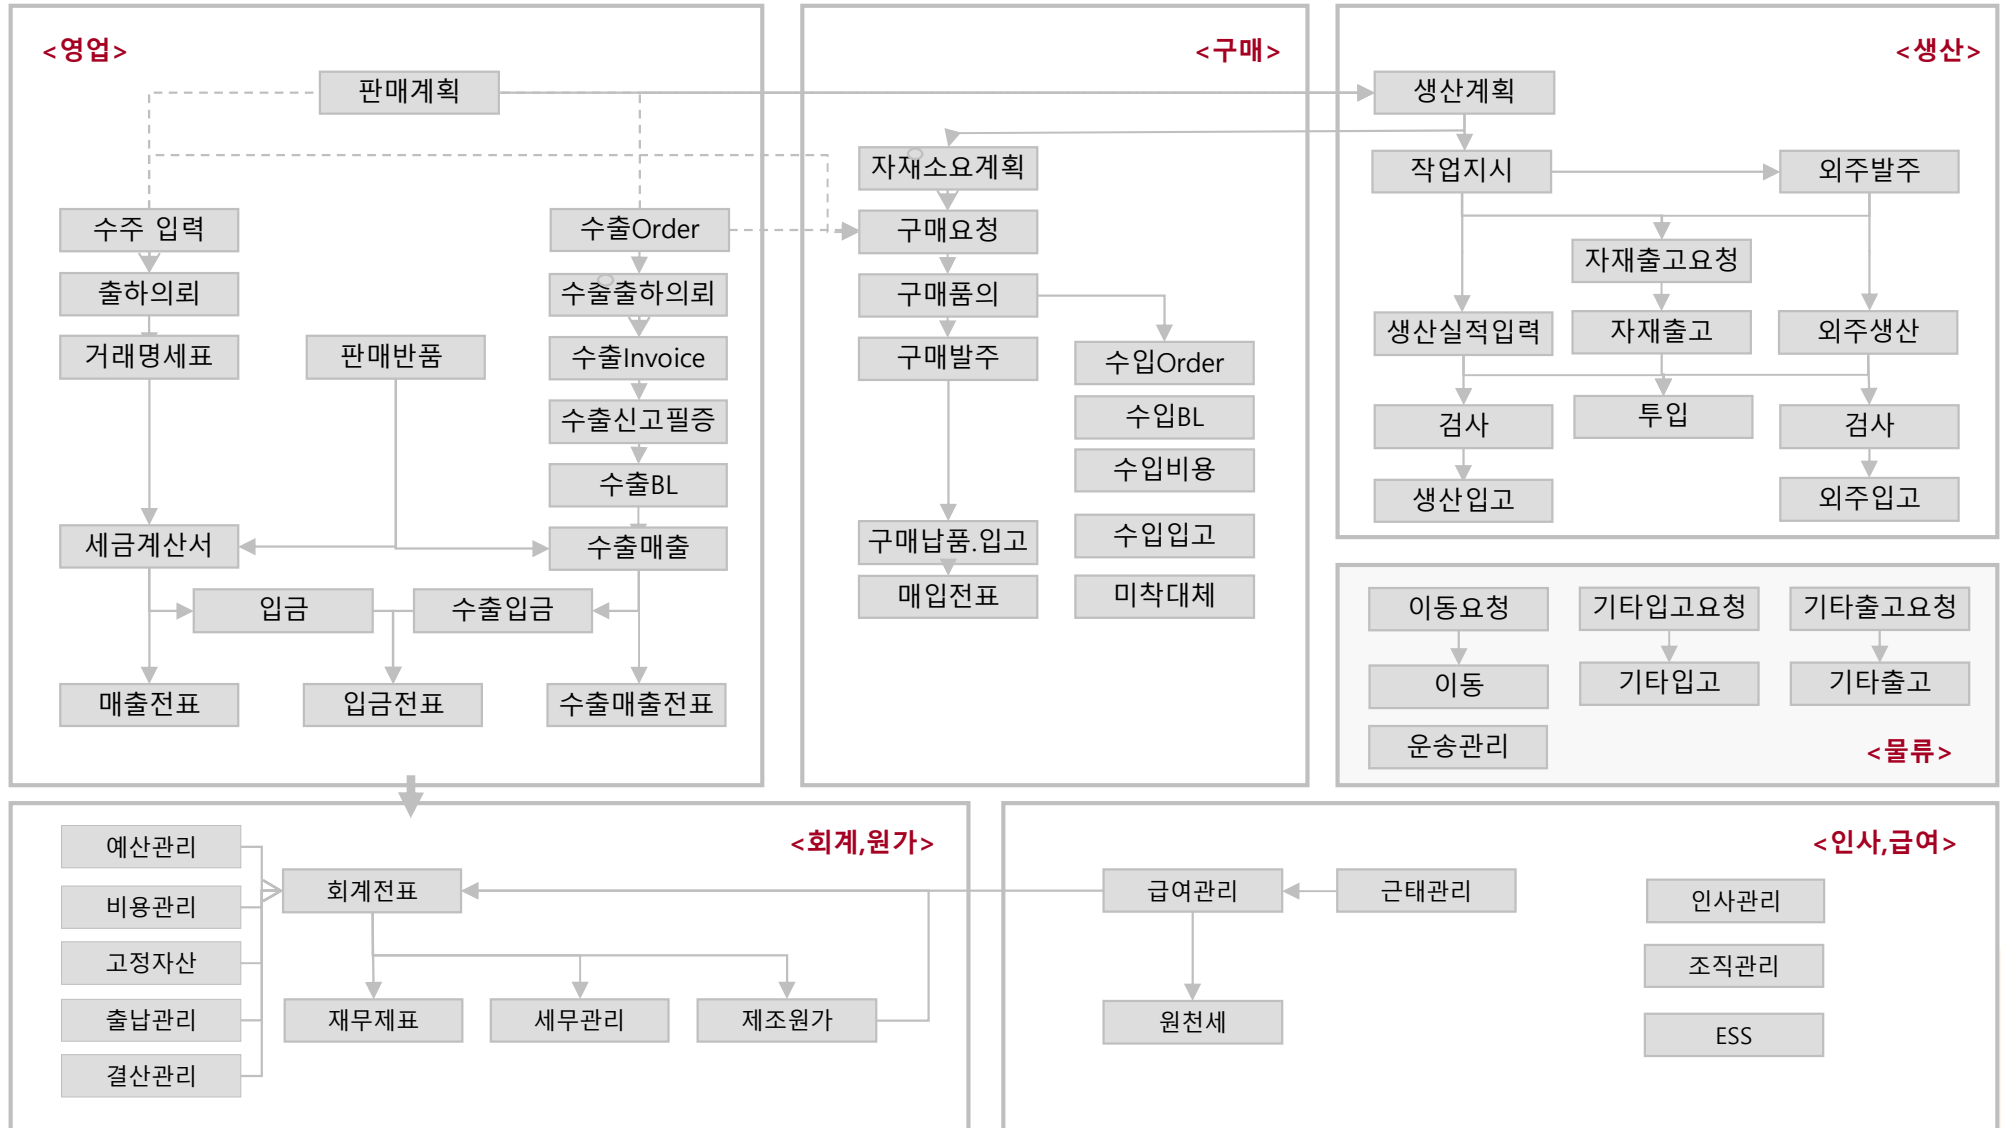 <영업>
판매계획
수주 입력
수출Order
출하의뢰
수출출하의뢰
거래명세표
판매반품
수출Invoice
수출신고필증
수출BL
세금계산서
수출매출
입금
수출입금
매출전표
입금전표
수출매출전표
<구매>
자재소요계획
구매요청
구매품의
구매발주
수입Order
수입BL
수입비용
구매납품.입고
수입입고
매입전표
미착대체
<생산>
생산계획
작업지시
외주발주
자재출고요청
생산실적입력
자재출고
외주생산
검사
투입
검사
생산입고
외주입고
이동요청
기타입고요청
기타출고요청
이동
기타입고
기타출고
운송관리
<물류>
<회계,원가>
예산관리
비용관리
고정자산
출납관리
결산관리
회계전표
재무제표
세무관리
제조원가
<인사,급여>
급여관리
근태관리
인사관리
조직관리
원천세
ESS